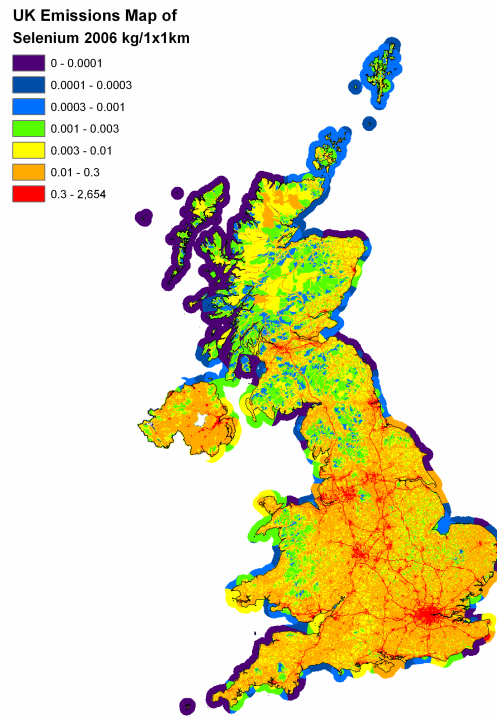 UK Emissions Map of
Selenium 2006 kg/1x1km
0 - 0.0001
0.0001 - 0.0003
0.0003 - 0.001
0.001 - 0.003
0.003 - 0.01
0.01 - 0.3
0.3 - 2,654